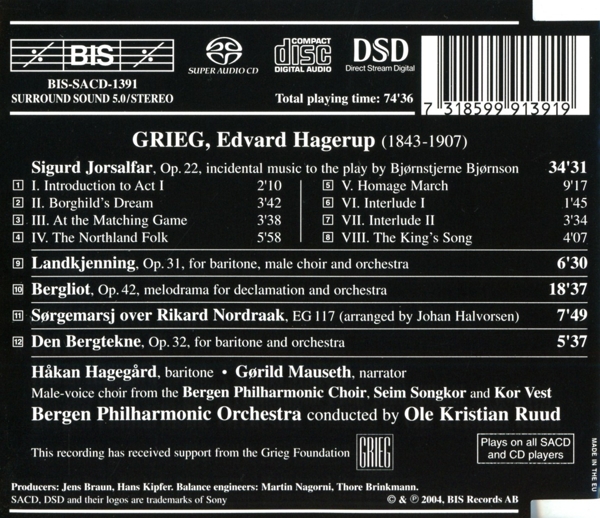 BIS
SUPER AUDIO CD
COMPACT
disc
DIGITAL AUDIO
DSD
Direct Stream Digital
BIS-SACD-1391
SURROUND SOUND 5.0/STEREO
Total playing time: 74'36
7 318599 913919
GRIEG, Edvard Hagerup (1843-1907)
Sigurd Jorsalfar, Op. 22, incidental music to the play by Bjørnstjerne Bjørnson 34'31
1 I. Introduction to Act I 2'10
2 II. Borghild's Dream 3'42
3 III. At the Matching Game 3'38
4 IV. The Northland Folk 5'58
5 V. Homage March 9'17
6 VI. Interlude I 1'45
7 VII. Interlude II 3'34
8 VIII. The King's Song 4'07
9 Landkjenning, Op. 31, for baritone, male choir and orchestra 6'30
10 Bergliot, Op. 42, melodrama for declamation and orchestra 18'37
11 Sørgemarsj over Rikard Nordraak, EG 117 (arranged by Johan Halvorsen) 7'49
12 Den Bergtekne, Op. 32, for baritone and orchestra 5'37
Håkan Hagegård, baritone • Gørild Mauseth, narrator
Male-voice choir from the Bergen Philharmonic Choir, Seim Songkor and Kor Vest
Bergen Philharmonic Orchestra conducted by Ole Kristian Ruud
This recording has received support from the Grieg Foundation
GRIEG
Plays on all SACD
and CD players
MADE IN THE EU
Producers: Jens Braun, Hans Kipfer. Balance engineers: Martin Nagorni, Thore Brinkmann.
SACD, DSD and their logos are trademarks of Sony
© & ℗ 2004, BIS Records AB